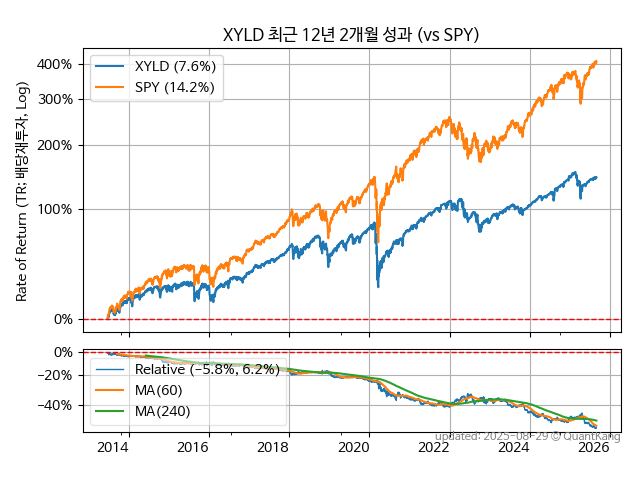 XYLD 최근 12년 2개월 성과 (vs SPY)
Rate of Return (TR: 배당재투자, Log)
400%
300%
200%
100%
0%
XYLD (7.6%)
SPY (14.2%)
0%
−20%
−40%
Relative (−5.8%, 6.2%)
MA(60)
MA(240)
updated: 2025-08-29 © QuantKang
2014 2016 2018 2020 2022 2024 2026